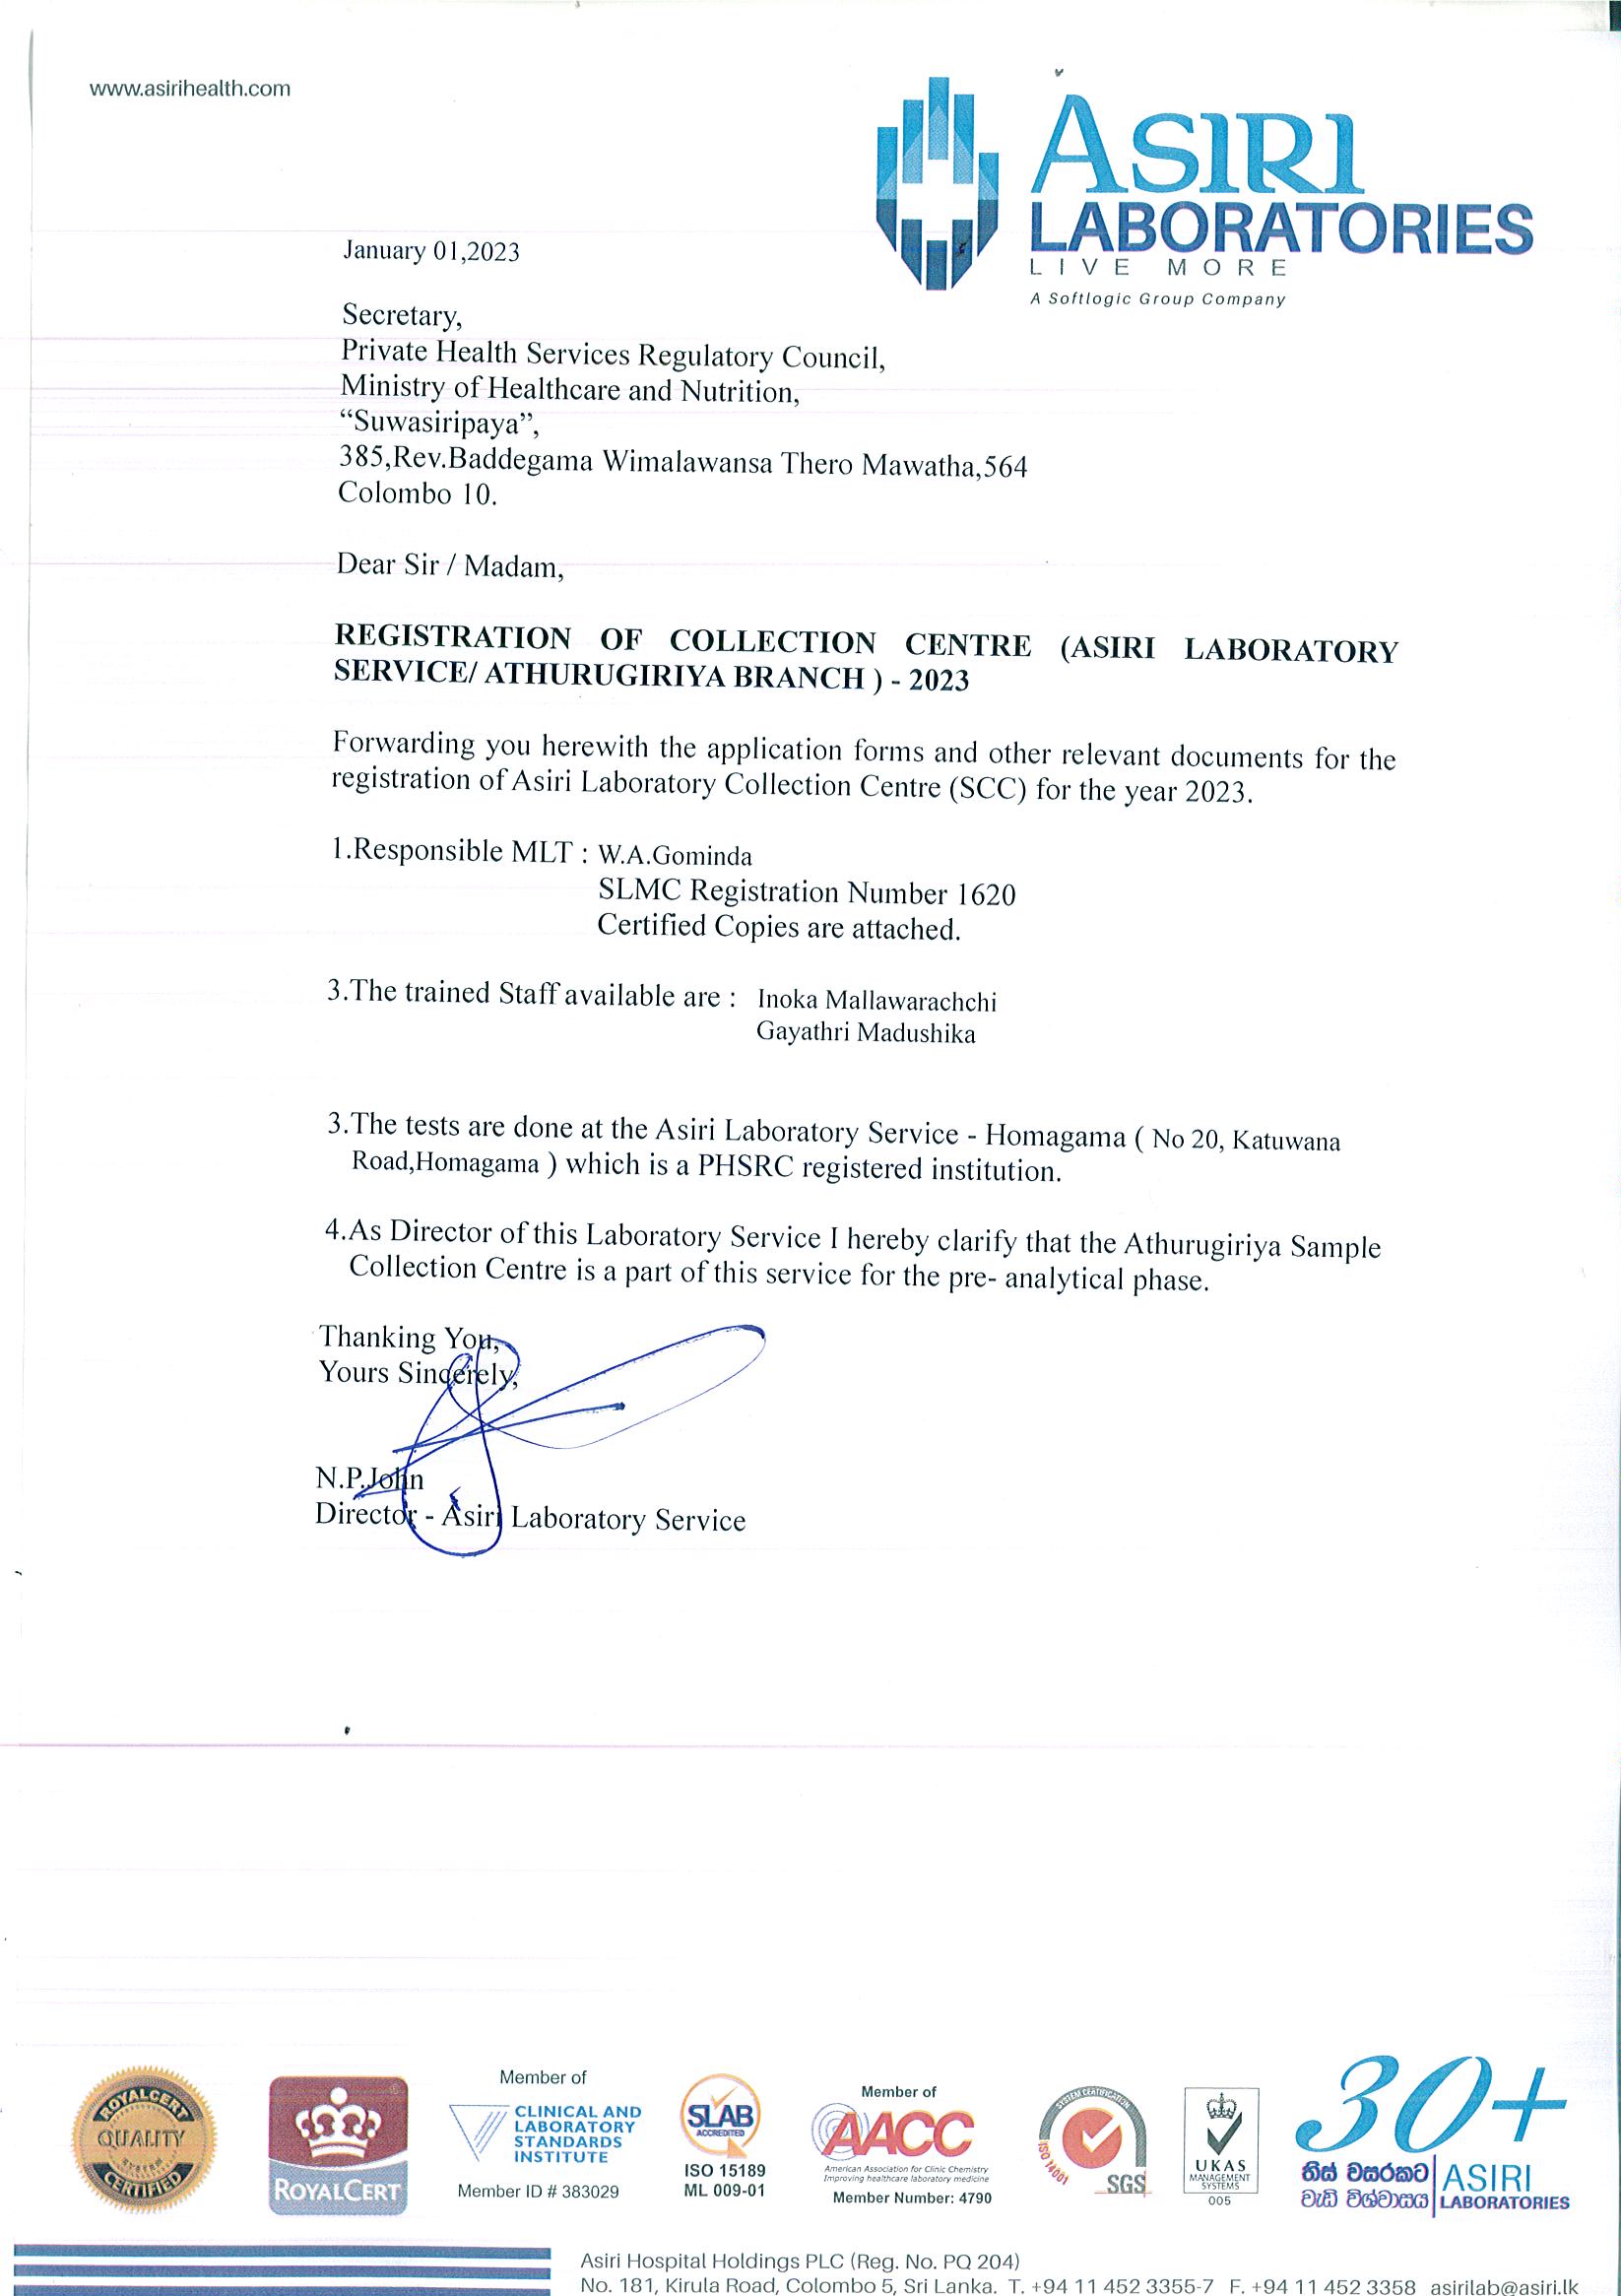 www.asirihealth.com
ASIRI
LABORATORIES
LIVE MORE
A Softlogic Group Company
January 01,2023
Secretary,
Private Health Services Regulatory Council,
Ministry of Healthcare and Nutrition,
“Suwasiripaya”,
385,Rev.Baddegama Wimalawansa Thero Mawatha,564
Colombo 10.
Dear Sir / Madam,
REGISTRATION OF COLLECTION CENTRE (ASIRI LABORATORY
SERVICE/ ATHURUGIRIYA BRANCH ) - 2023
Forwarding you herewith the application forms and other relevant documents for the
registration of Asiri Laboratory Collection Centre (SCC) for the year 2023.
1.Responsible MLT : W.A.Gominda
SLMC Registration Number 1620
Certified Copies are attached.
3.The trained Staff available are : Inoka Mallawarachchi
Gayathri Madushika
3.The tests are done at the Asiri Laboratory Service - Homagama ( No 20, Katuwana
Road,Homagama ) which is a PHSRC registered institution.
4.As Director of this Laboratory Service I hereby clarify that the Athurugiriya Sample
Collection Centre is a part of this service for the pre- analytical phase.
Thanking You,
Yours Sincerely,
N.P.John
Director - Asiri Laboratory Service
ROYALCERT
QUALITY
SYSTEM
CERTIFIED
ROYALCERT
Member of
CLINICAL AND
LABORATORY
STANDARDS
INSTITUTE
Member ID # 383029
SLAB
ACCREDITED
ISO 15189
ML 009-01
Member of
AACC
American Association for Clinic Chemistry
Improving healthcare laboratory medicine
Member Number: 4790
SYSTEM CERTIFICATION
ISO 14001
SGS
UKAS
MANAGEMENT
SYSTEMS
005
30+
තිස් වසරකට
වැඩි විශ්වාසය
ASIRI
LABORATORIES
Asiri Hospital Holdings PLC (Reg. No. PQ 204)
No. 181, Kirula Road, Colombo 5, Sri Lanka. T. +94 11 452 3355-7 F. +94 11 452 3358 asirilab@asiri.lk